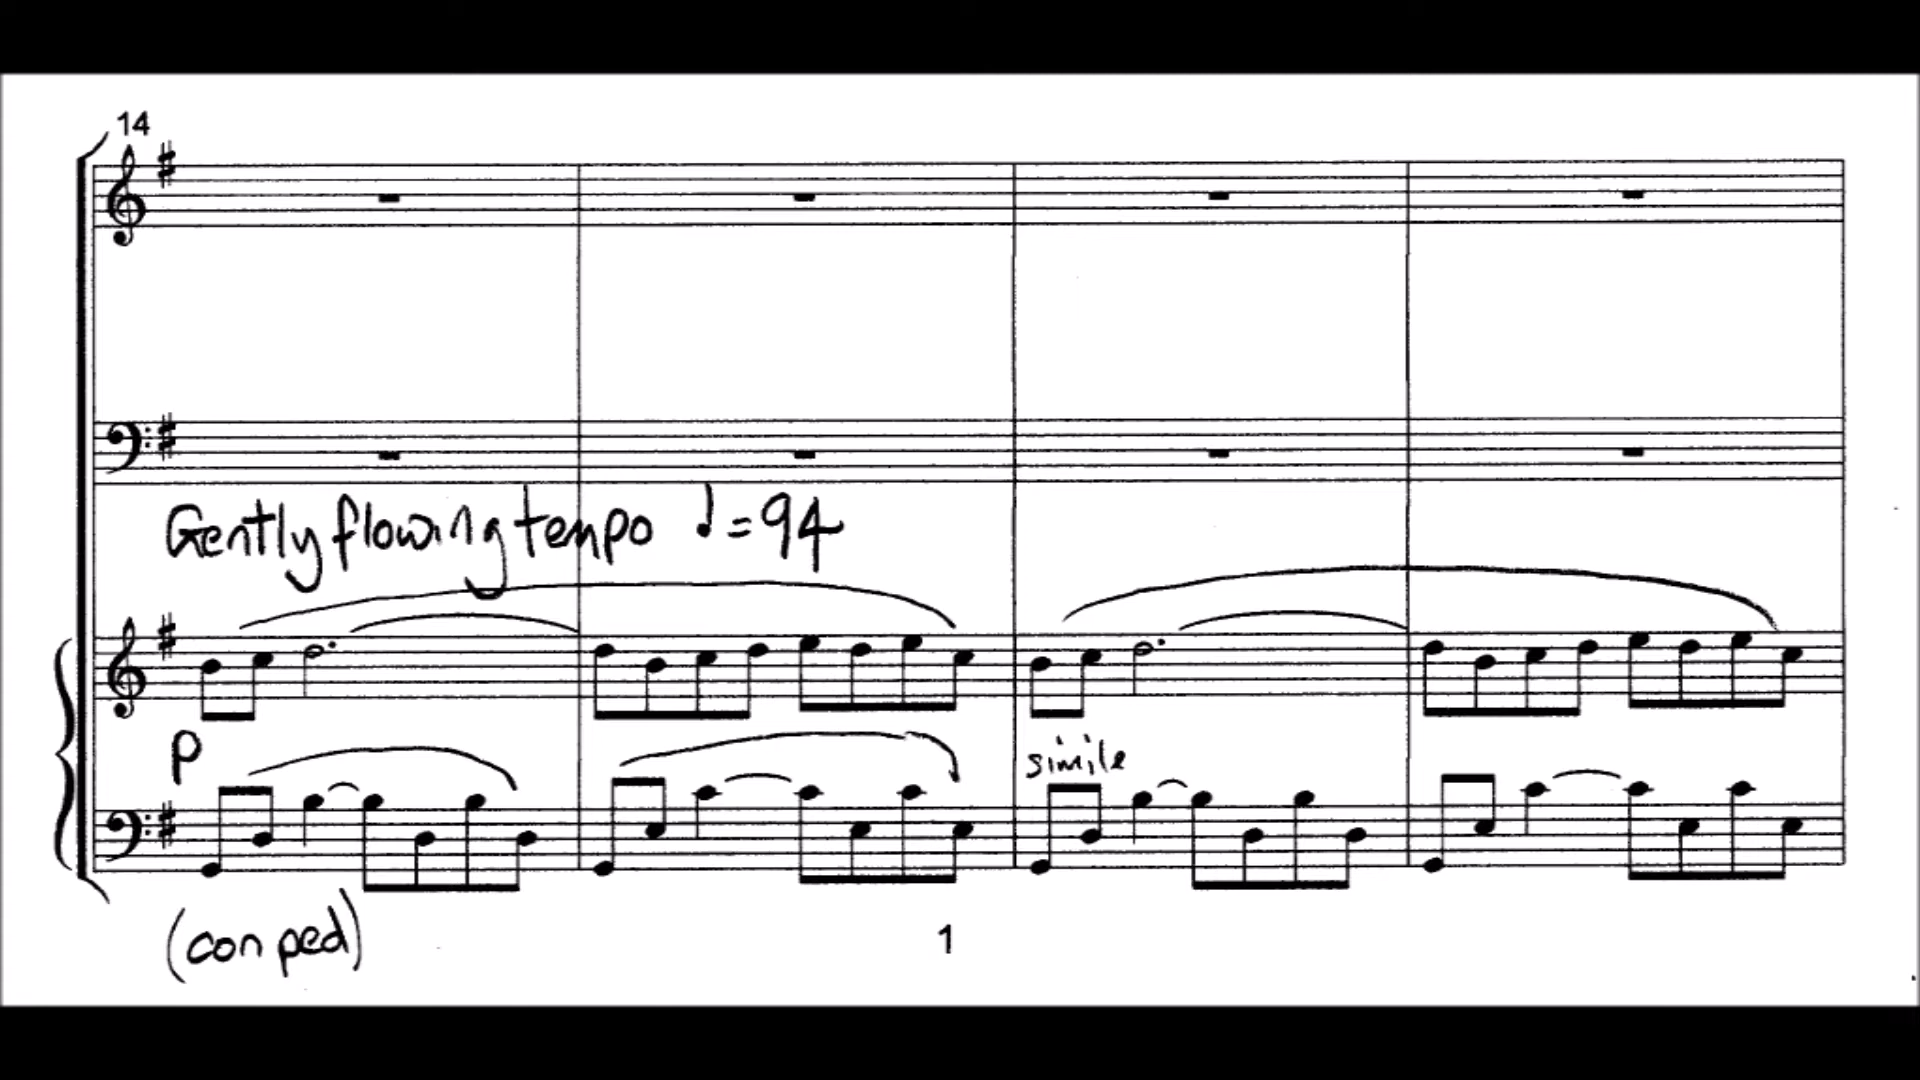 14
Gently flowing tempo ♩=94
p
simile
(con ped)
1